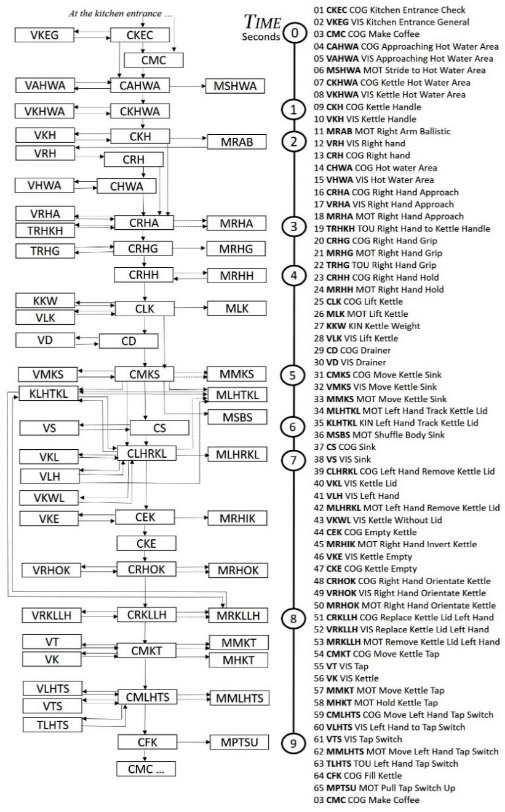 At the kitchen entrance ...
VKEG CKEC
CMC
VAHWA CAHWA MSHWA
VKHWA CKHWA
VKH CKH MRAB
VRH CRH
VHWA CHWA
VRHA CRHA MRHA
TRHKH
TRHG CRHG MRHG
CRHH MRHH
KKW CLK MLK
VLK
VD CD
VMKS CMKS MMKS
KLHTKL MLHTKL
MSBS
VS CS
VKL CLHRKL MLHRKL
VLH
VKWL
VKE CEK MRHIK
CKE
VRHOK CRHOK MRHOK
VRKLLH CRKLLH MRKLLH
VT CMKT MMKT
VK MHKT
VLHTS CMLHTS MMLHTS
VTS
TLHTS
CFK MPTSU
CMC ...
TIME
Seconds
0
1
2
3
4
5
6
7
8
9
01 CKEC COG Kitchen Entrance Check
02 VKEG VIS Kitchen Entrance General
03 CMC COG Make Coffee
04 CAHWA COG Approaching Hot Water Area
05 VAHWA VIS Approaching Hot Water Area
06 MSHWA MOT Stride to Hot Water Area
07 CKHWA COG Kettle Hot Water Area
08 VKHWA VIS Kettle Hot Water Area
09 CKH COG Kettle Handle
10 VKH VIS Kettle Handle
11 MRAB MOT Right Arm Ballistic
12 VRH VIS Right hand
13 CRH COG Right hand
14 CHWA COG Hot water Area
15 VHWA VIS Hot Water Area
16 CRHA COG Right Hand Approach
17 VRHA VIS Right Hand Approach
18 MRHA MOT Right Hand Approach
19 TRHKH TOU Right Hand to Kettle Handle
20 CRHG COG Right Hand Grip
21 MRHG MOT Right Hand Grip
22 TRHG TOU Right Hand Grip
23 CRHH COG Right Hand Hold
24 MRHH MOT Right Hand Hold
25 CLK COG Lift Kettle
26 MLK MOT Lift Kettle
27 KKW KIN Kettle Weight
28 VLK VIS Lift Kettle
29 CD COG Drainer
30 VD VIS Drainer
31 CMKS COG Move Kettle Sink
32 VMKS VIS Move Kettle Sink
33 MMKS MOT Move Kettle Sink
34 MLHTKL MOT Left Hand Track Kettle Lid
35 KLHTKL KIN Left Hand Track Kettle Lid
36 MSBS MOT Shuffle Body Sink
37 CS COG Sink
38 VS VIS Sink
39 CLHRKL COG Left Hand Remove Kettle Lid
40 VKL VIS Kettle Lid
41 VLH VIS Left Hand
42 MLHRKL MOT Left Hand Remove Kettle Lid
43 VKWL VIS Kettle Without Lid
44 CEK COG Empty Kettle
45 MRHIK MOT Right Hand Invert Kettle
46 VKE VIS Kettle Empty
47 CKE COG Kettle Empty
48 CRHOK COG Right Hand Orientate Kettle
49 VRHOK VIS Right Hand Orientate Kettle
50 MRHOK MOT Right Hand Orientate Kettle
51 CRKLLH COG Replace Kettle Lid Left Hand
52 VRKLLH VIS Replace Kettle Lid Left Hand
53 MRKLLH MOT Remove Kettle Lid Left Hand
54 CMKT COG Move Kettle Tap
55 VT VIS Tap
56 VK VIS Kettle
57 MMKT MOT Move Kettle Tap
58 MHKT MOT Hold Kettle Tap
59 CMLHTS COG Move Left Hand Tap Switch
60 VLHTS VIS Left Hand to Tap Switch
61 VTS VIS Tap Switch
62 MMLHTS MOT Move Left Hand Tap Switch
63 TLHTS TOU Left Hand Tap Switch
64 CFK COG Fill Kettle
65 MPTSU MOT Pull Tap Switch Up
03 CMC COG Make Coffee